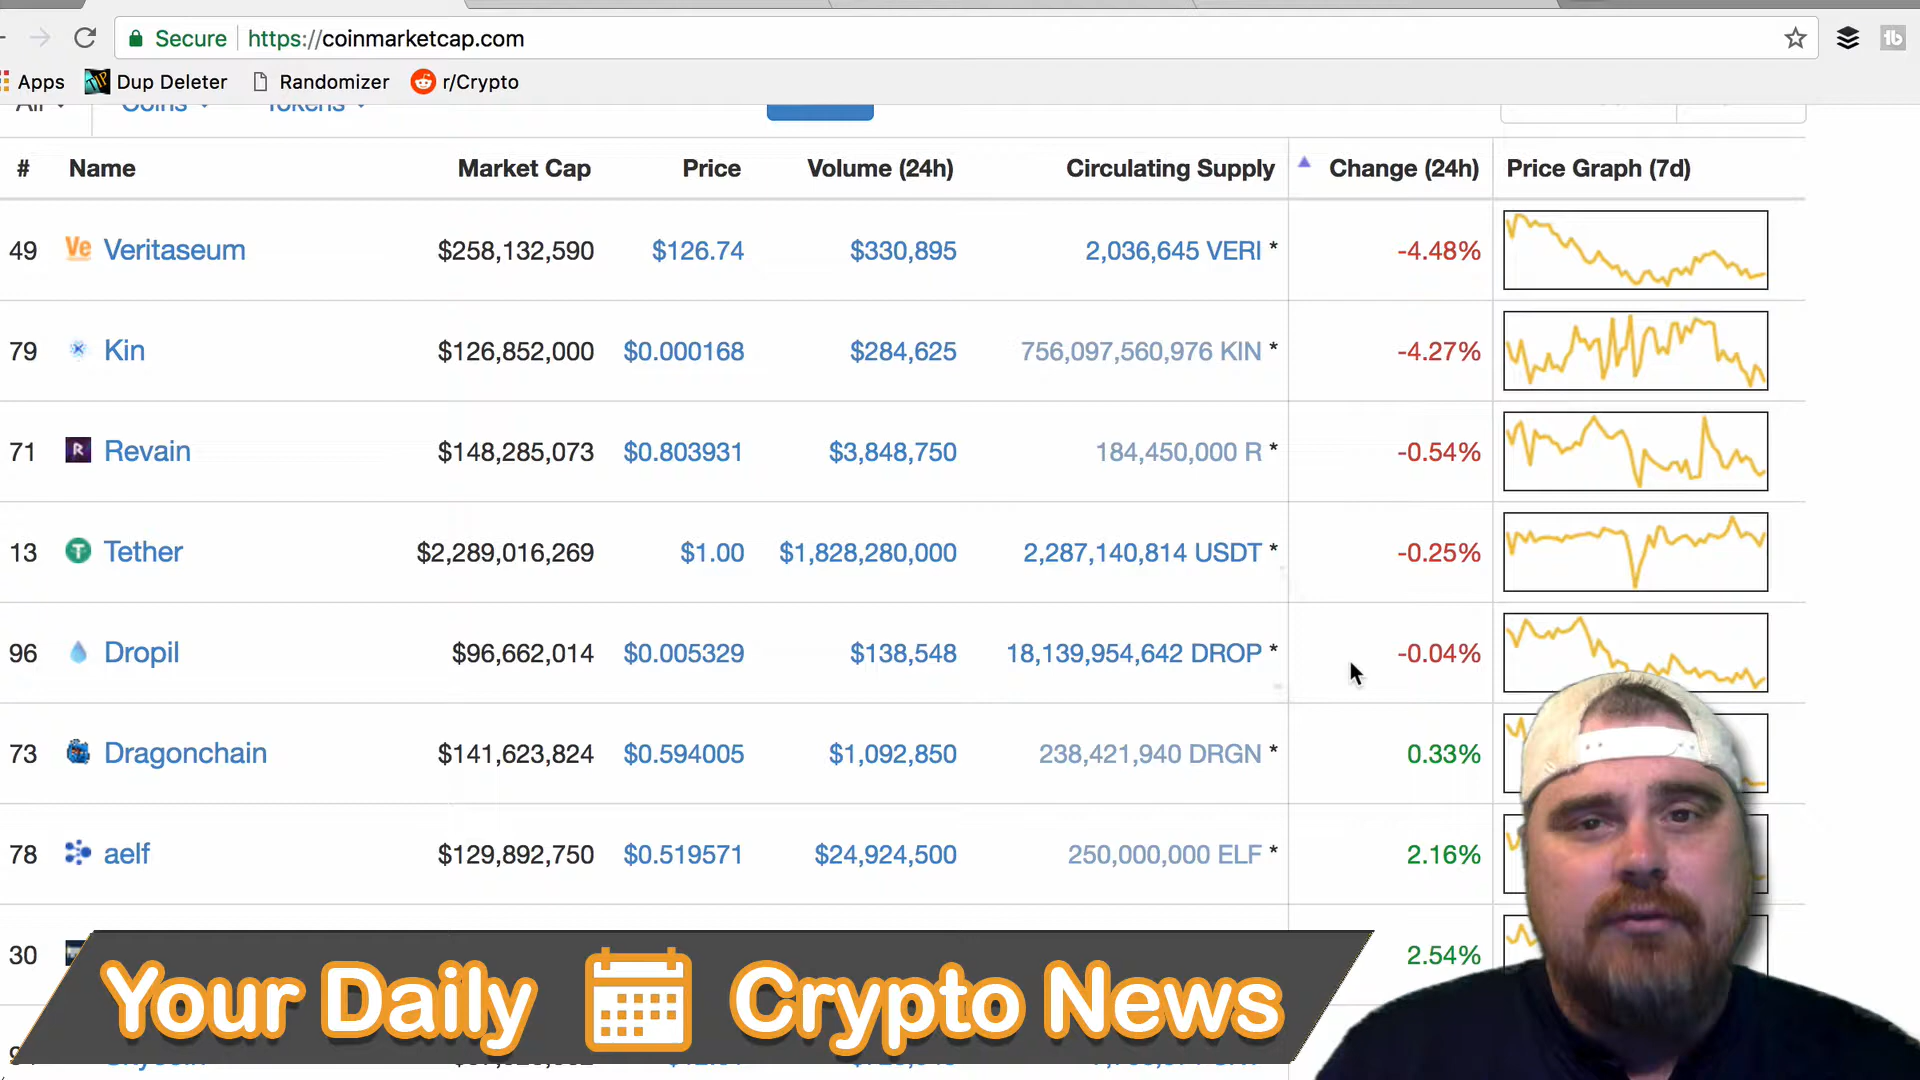 Secure https://coinmarketcap.com
Apps Dup Deleter Randomizer r/Crypto
All Coins Tokens
# Name Market Cap Price Volume (24h) Circulating Supply Change (24h) Price Graph (7d)
49 Ve Veritaseum $258,132,590 $126.74 $330,895 2,036,645 VERI * -4.48%
79 Kin $126,852,000 $0.000168 $284,625 756,097,560,976 KIN * -4.27%
71 R Revain $148,285,073 $0.803931 $3,848,750 184,450,000 R * -0.54%
13 T Tether $2,289,016,269 $1.00 $1,828,280,000 2,287,140,814 USDT * -0.25%
96 Dropil $96,662,014 $0.005329 $138,548 18,139,954,642 DROP * -0.04%
73 Dragonchain $141,623,824 $0.594005 $1,092,850 238,421,940 DRGN * 0.33%
78 aelf $129,892,750 $0.519571 $24,924,500 250,000,000 ELF * 2.16%
30 2.54%
Your Daily Crypto News